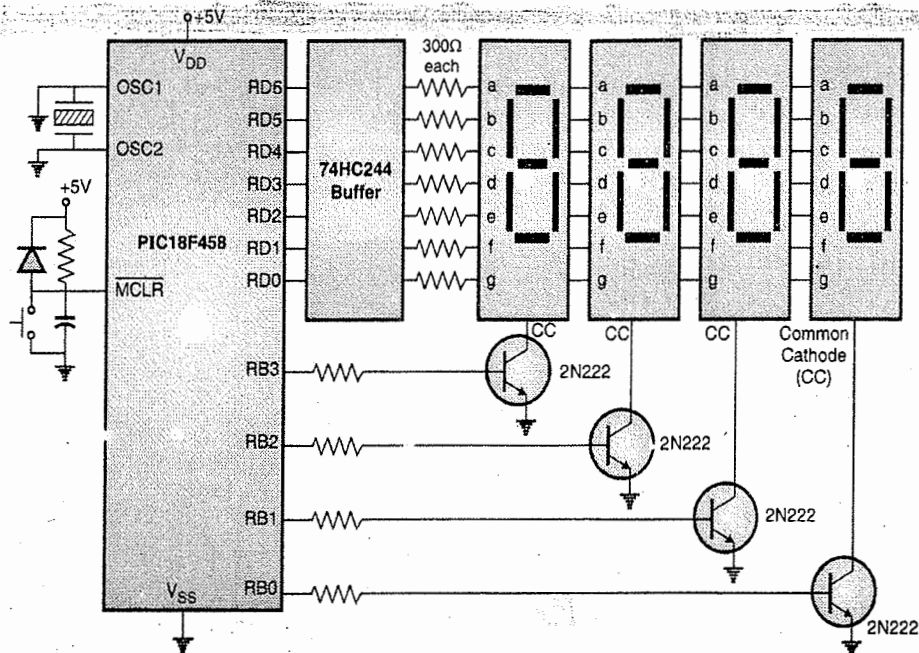 +5V
VDD
OSC1
OSC2
+5V
PIC18F458
MCLR
VSS
RD6
RD5
RD4
RD3
RD2
RD1
RD0
RB3
RB2
RB1
RB0
74HC244
Buffer
300Ω
each
a
b
c
d
e
f
g
a
b
c
d
e
f
g
a
b
c
d
e
f
g
a
b
c
d
e
f
g
CC
CC
CC
Common
Cathode
(CC)
2N222
2N222
2N222
2N222